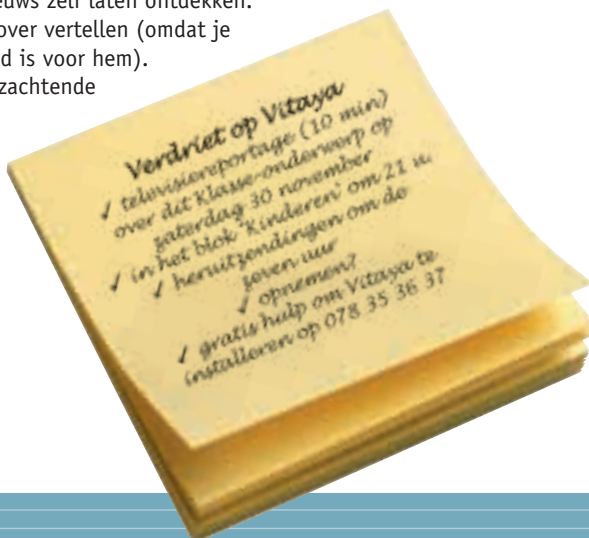 euws zelf laten ontdekken.
over vertellen (omdat je
d is voor hem).
zachtende
Verdriet op Vitaya
✓ televisiereportage (10 min)
over dit Klasse-onderwerp op
zaterdag 30 november
✓ in het blok 'Kinderen' om 21 u.
✓ heruitzendingen om de
zeven uur
✓ opnemen?
✓ gratis hulp om Vitaya te
installeren op 078 35 36 37